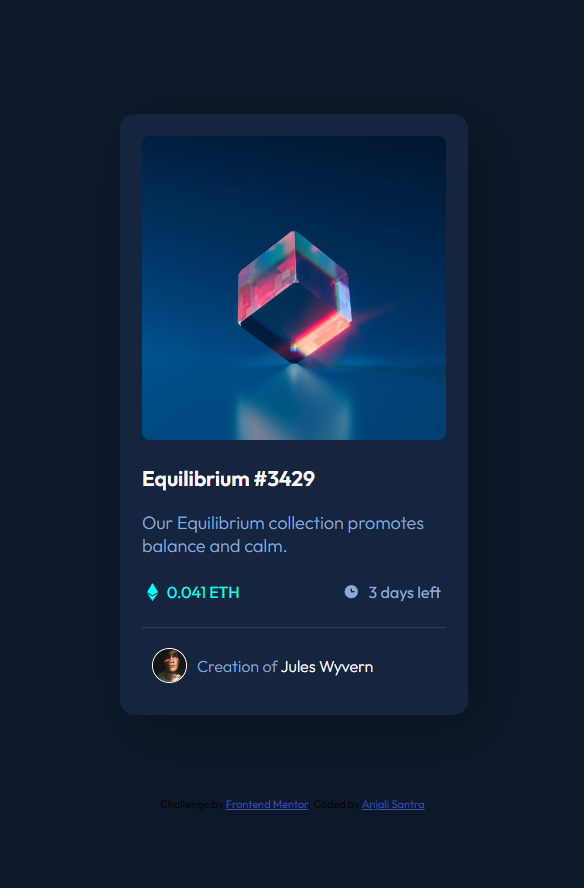 Equilibrium #3429
Our Equilibrium collection promotes
balance and calm.
0.041 ETH 3 days left
Creation of Jules Wyvern
Challenge by Frontend Mentor. Coded by Anjali Santra